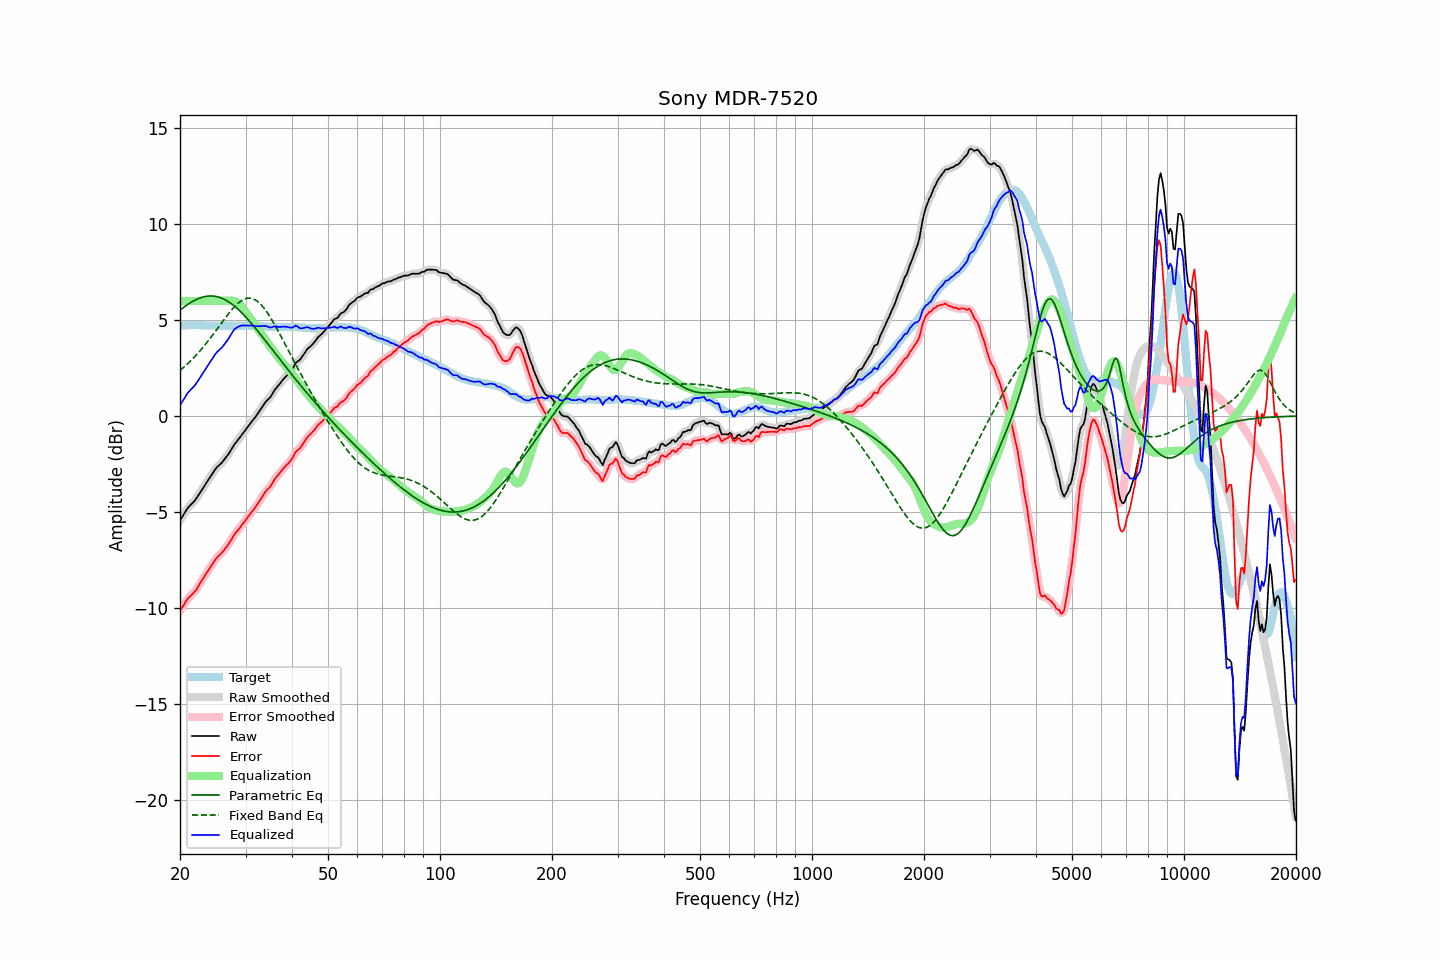 Sony MDR-7520
Amplitude (dBr)
15
10
5
0
−5
−10
−15
−20
Target
Raw Smoothed
Error Smoothed
Raw
Error
Equalization
Parametric Eq
Fixed Band Eq
Equalized
20 50 100 200 500 1000 2000 5000 10000 20000
Frequency (Hz)